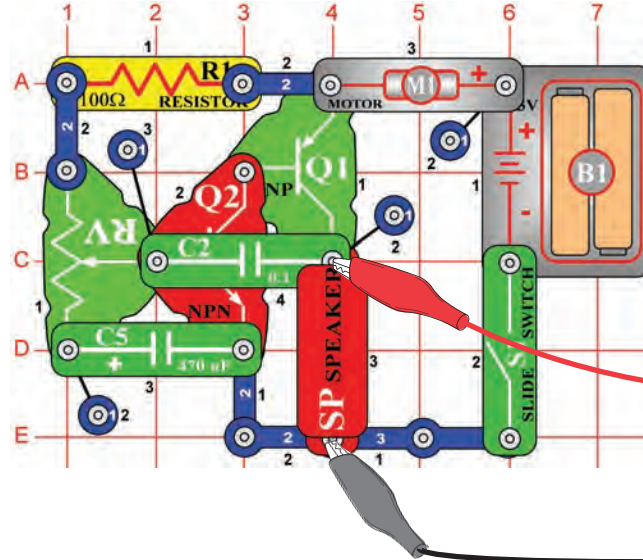 1 2 3 4 5 6 7
1 2 3
A R1 2 M1 +
100Ω RESISTOR MOTOR V
2 2 3 1 2 1 +
B 2 Q2 NP Q1 1 1 B1
1 -
C RV C2 0.1 2
1 NPN 4 SPEAKER S SWITCH
D C5 + 470 uF 3 2 SLIDE
1 2 3 2 1 SP
E 2 3
2 1